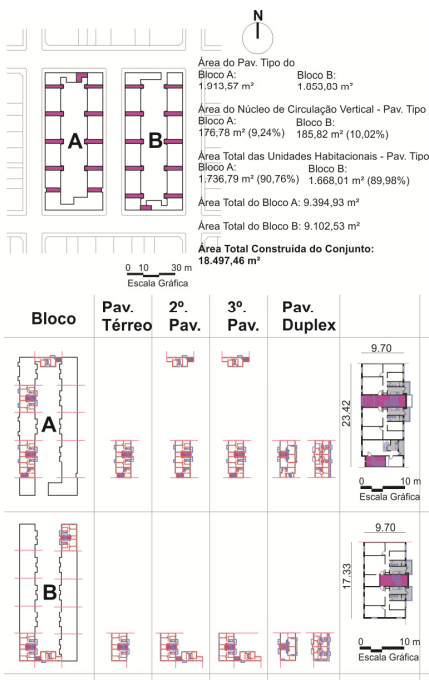 N
Área do Pav. Tipo do
Bloco A: Bloco B:
1.913,57 m² 1.853,83 m²
Área do Núcleo de Circulação Vertical - Pav. Tipo
Bloco A: Bloco B:
176,78 m² (9,24%) 185,82 m² (10,02%)
Área Total das Unidades Habitacionais - Pav. Tipo
Bloco A: Bloco B:
1.736,79 m² (90,76%) 1.668,01 m² (89,98%)
Área Total do Bloco A: 9.394,93 m²
Área Total do Bloco B: 9.102,53 m²
Área Total Construida do Conjunto:
18.497,46 m²
A B
0 10 30 m
Escala Gráfica
Bloco Pav. Térreo 2º. Pav. 3º. Pav. Pav. Duplex
A
9.70
23.42
0 10 m
Escala Gráfica
B
9.70
17.33
0 10 m
Escala Gráfica